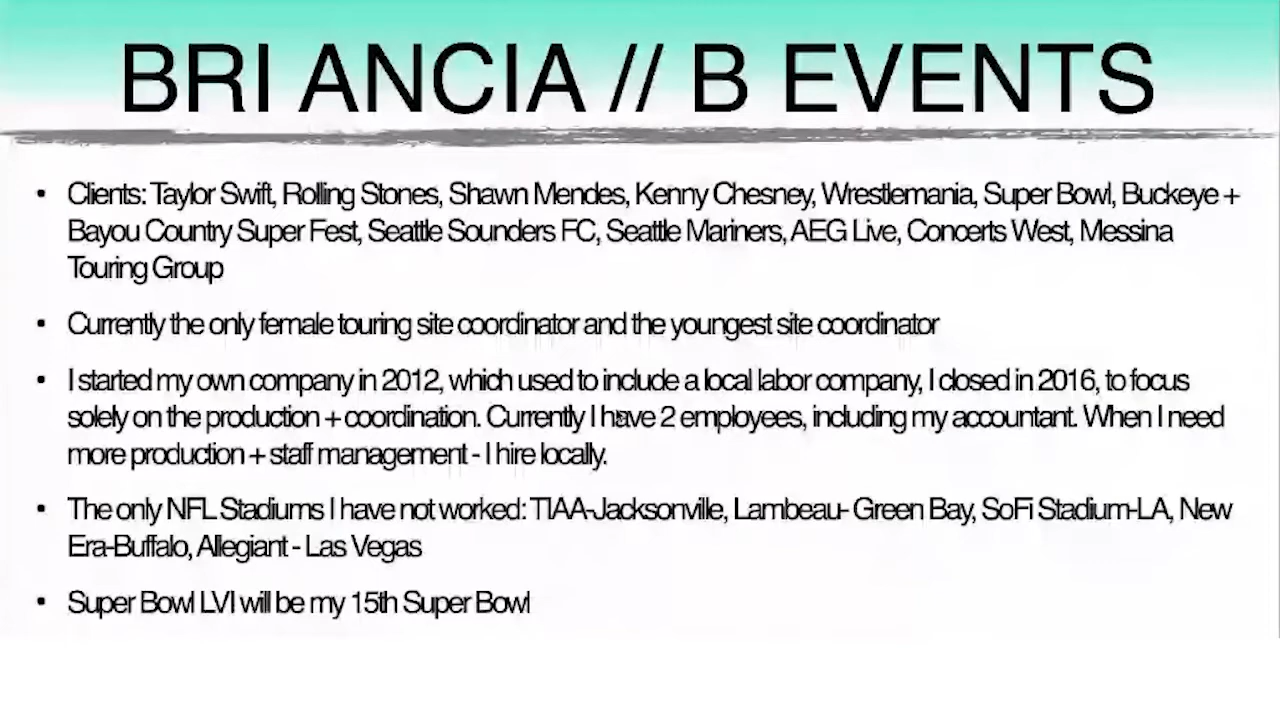 BRI ANCIA // B EVENTS
• Clients: Taylor Swift, Rolling Stones, Shawn Mendes, Kenny Chesney, Wrestlemania, Super Bowl, Buckeye +
Bayou Country Super Fest, Seattle Sounders FC, Seattle Mariners, AEG Live, Concerts West, Messina
Touring Group
• Currently the only female touring site coordinator and the youngest site coordinator
• I started my own company in 2012, which used to include a local labor company, I closed in 2016, to focus
solely on the production + coordination. Currently I have 2 employees, including my accountant. When I need
more production + staff management - I hire locally.
• The only NFL Stadiums I have not worked: TIAA-Jacksonville, Lambeau- Green Bay, SoFi Stadium-LA, New
Era-Buffalo, Allegiant - Las Vegas
• Super Bowl LVI will be my 15th Super Bowl